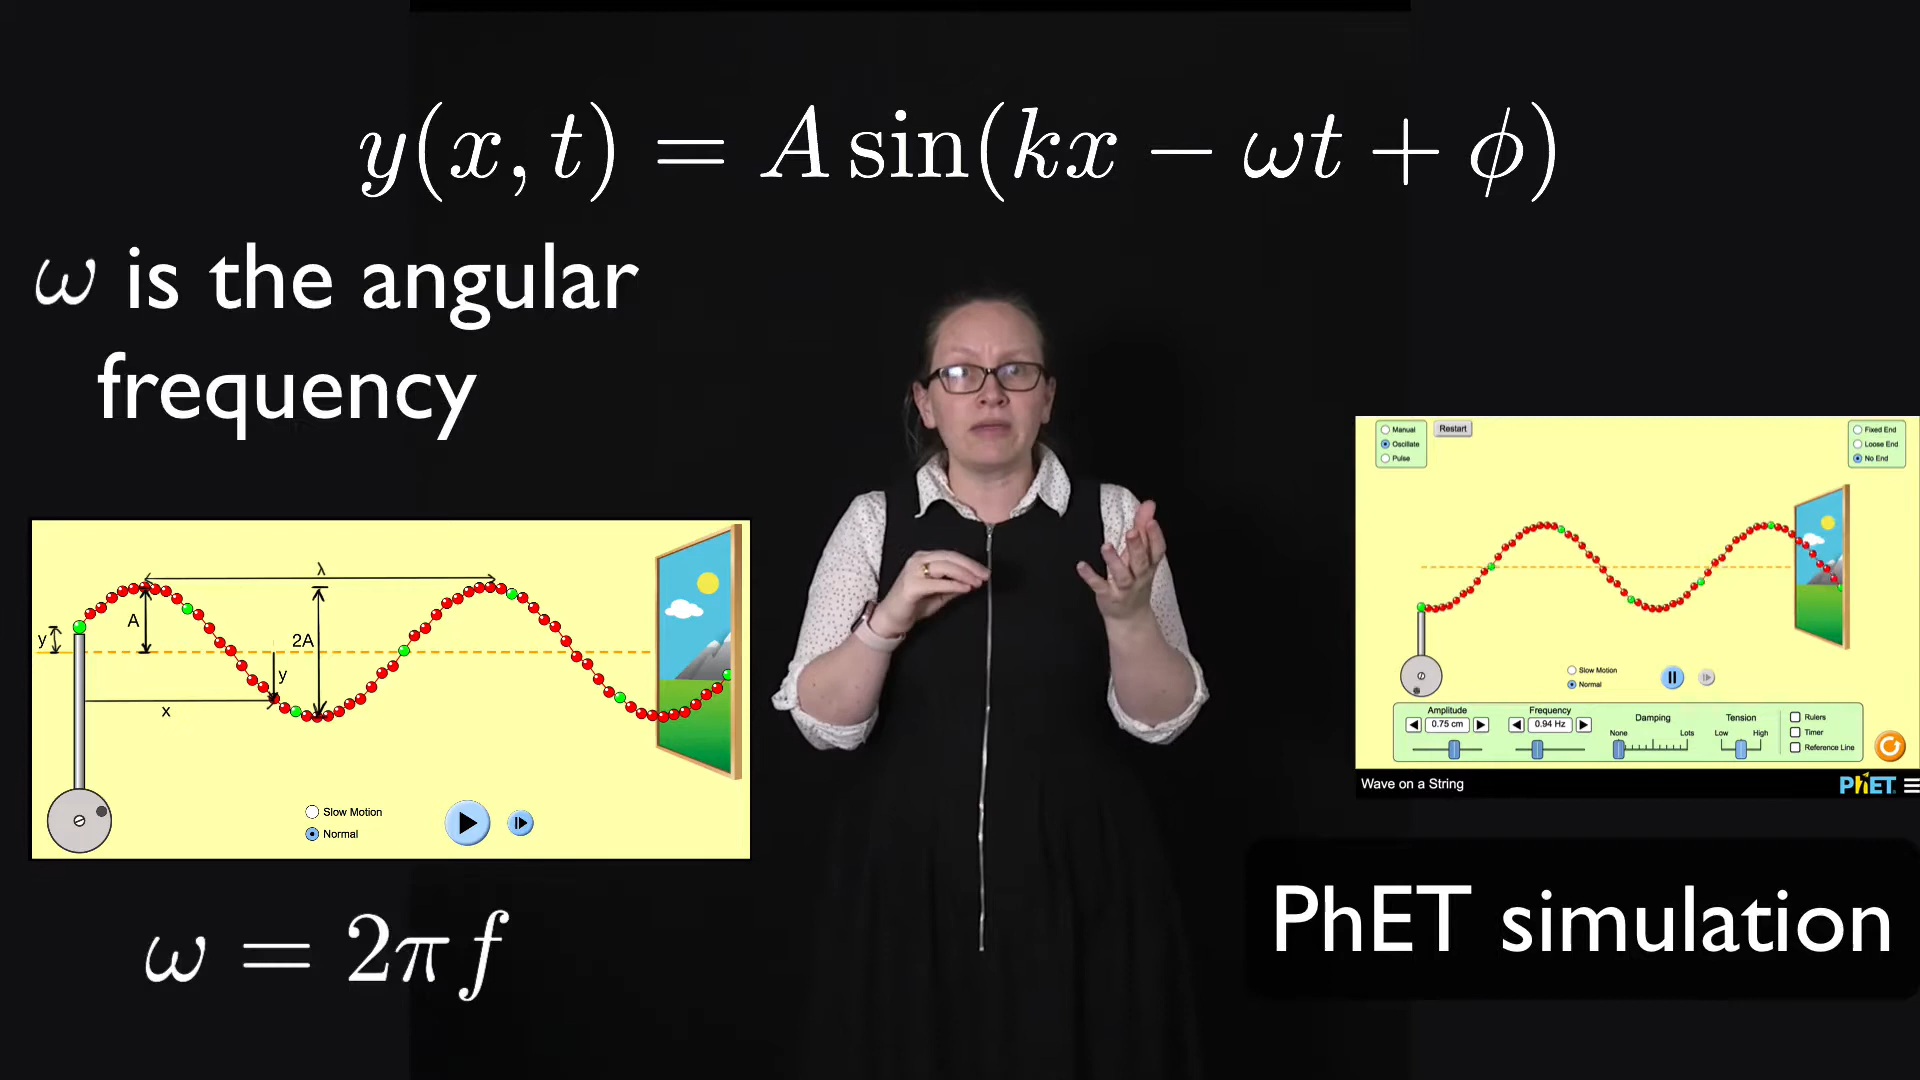 y(x, t) = A sin(kx − ωt + ϕ)
ω is the angular
frequency
λ
A
2A
y
y
x
Slow Motion
Normal
ω = 2πf
Manual
Oscillate
Pulse
Restart
Fixed End
Loose End
No End
Slow Motion
Normal
Amplitude
0.75 cm
Frequency
0.94 Hz
Damping
None
Lots
Tension
Low
High
Rulers
Timer
Reference Line
Wave on a String
PhET
PhET simulation